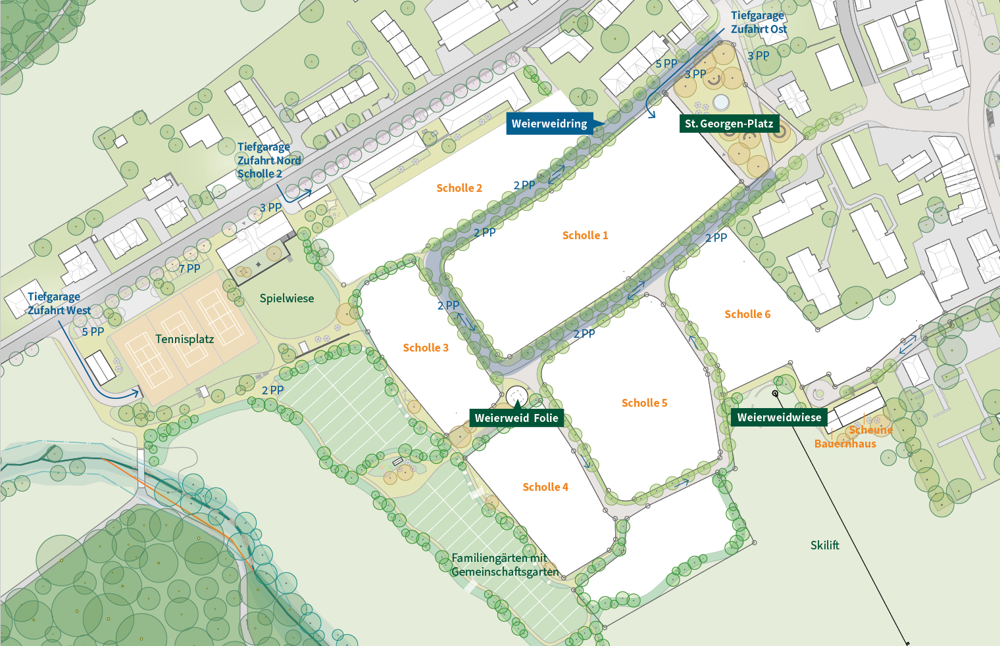 Tiefgarage
Zufahrt Ost
5 PP
3 PP
3 PP
Weierweidring
St. Georgen-Platz
Tiefgarage
Zufahrt Nord
Scholle 2
3 PP
Scholle 2
2 PP
2 PP
Scholle 1
2 PP
7 PP
Spielwiese
Tiefgarage
Zufahrt West
5 PP
Tennisplatz
2 PP
Scholle 6
2 PP
Scholle 3
2 PP
Scholle 5
Weierweid Folie
Weierweidwiese
Scheune
Bauernhaus
Scholle 4
Skilift
Familiengärten mit
Gemeinschaftsgarten